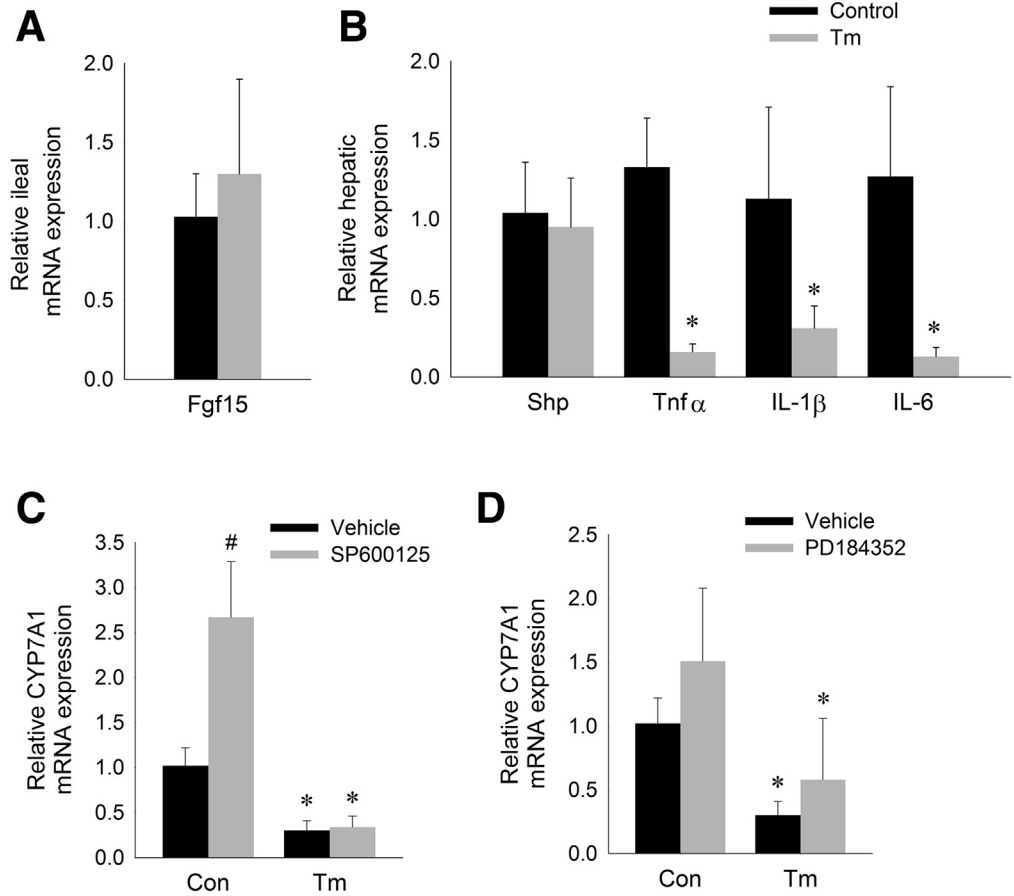 A
Relative ileal
mRNA expression
2.0
1.5
1.0
0.5
0.0
Fgf15
B
Control
Tm
Relative hepatic
mRNA expression
2.0
1.5
1.0
0.5
0.0
*
*
*
Shp
Tnf α
IL-1β
IL-6
C
Vehicle
SP600125
Relative CYP7A1
mRNA expression
3.5
3.0
2.5
2.0
1.5
1.0
0.5
0.0
#
*
*
Con
Tm
D
Vehicle
PD184352
Relative CYP7A1
mRNA expression
2.5
2.0
1.5
1.0
0.5
0.0
*
*
Con
Tm